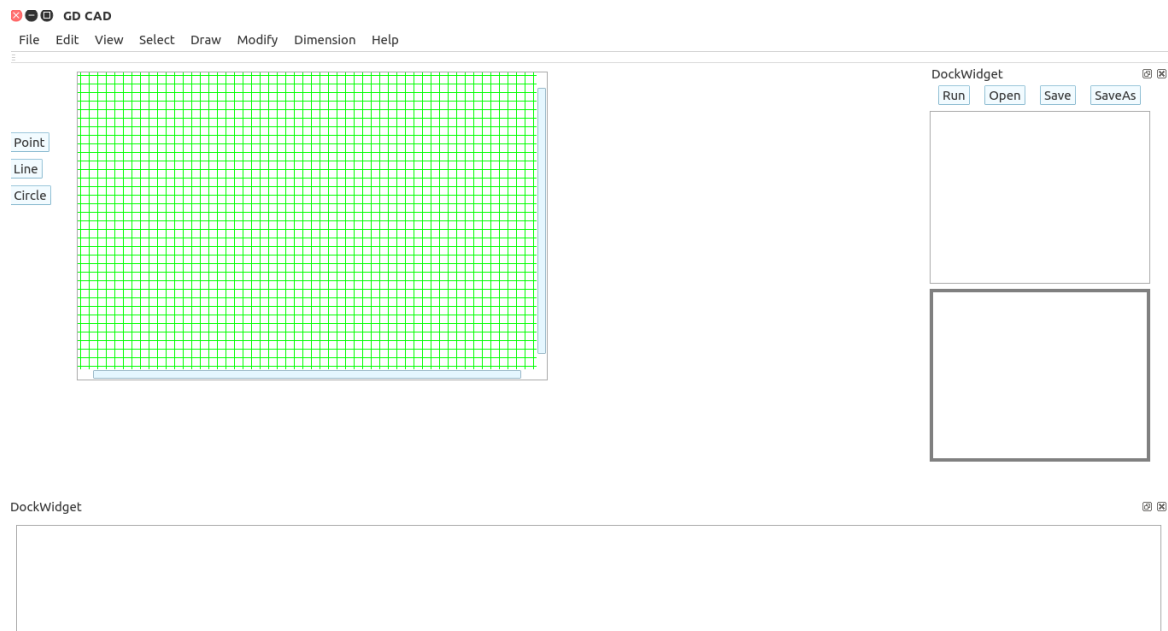 GD CAD
File Edit View Select Draw Modify Dimension Help
DockWidget
Run Open Save SaveAs
Point
Line
Circle
DockWidget